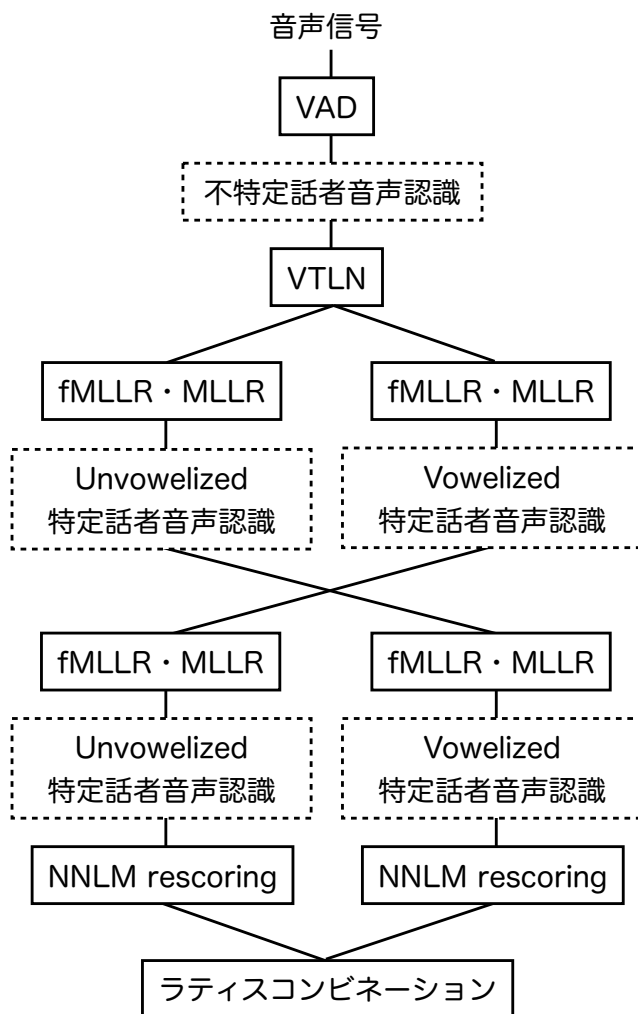 音声信号
VAD
不特定話者音声認識
VTLN
fMLLR・MLLR
fMLLR・MLLR
Unvowelized
特定話者音声認識
Vowelized
特定話者音声認識
fMLLR・MLLR
fMLLR・MLLR
Unvowelized
特定話者音声認識
Vowelized
特定話者音声認識
NNLM rescoring
NNLM rescoring
ラティスコンビネーション